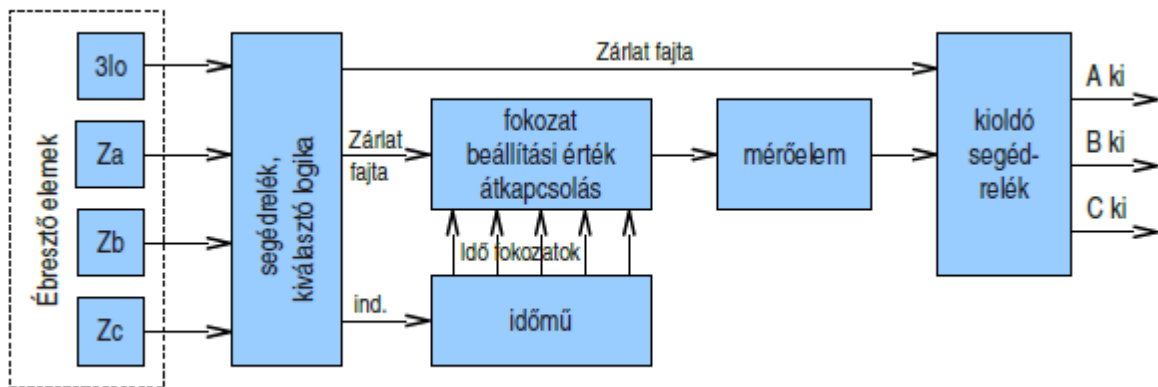 Ébresztő elemek
3Io
Za
Zb
Zc
segédrelék,
kiválasztó logika
Zárlat fajta
Zárlat
fajta
ind.
fokozat
beállítási érték
átkapcsolás
Idő fokozatok
időmű
mérőelem
kioldó
segéd-
relék
A ki
B ki
C ki